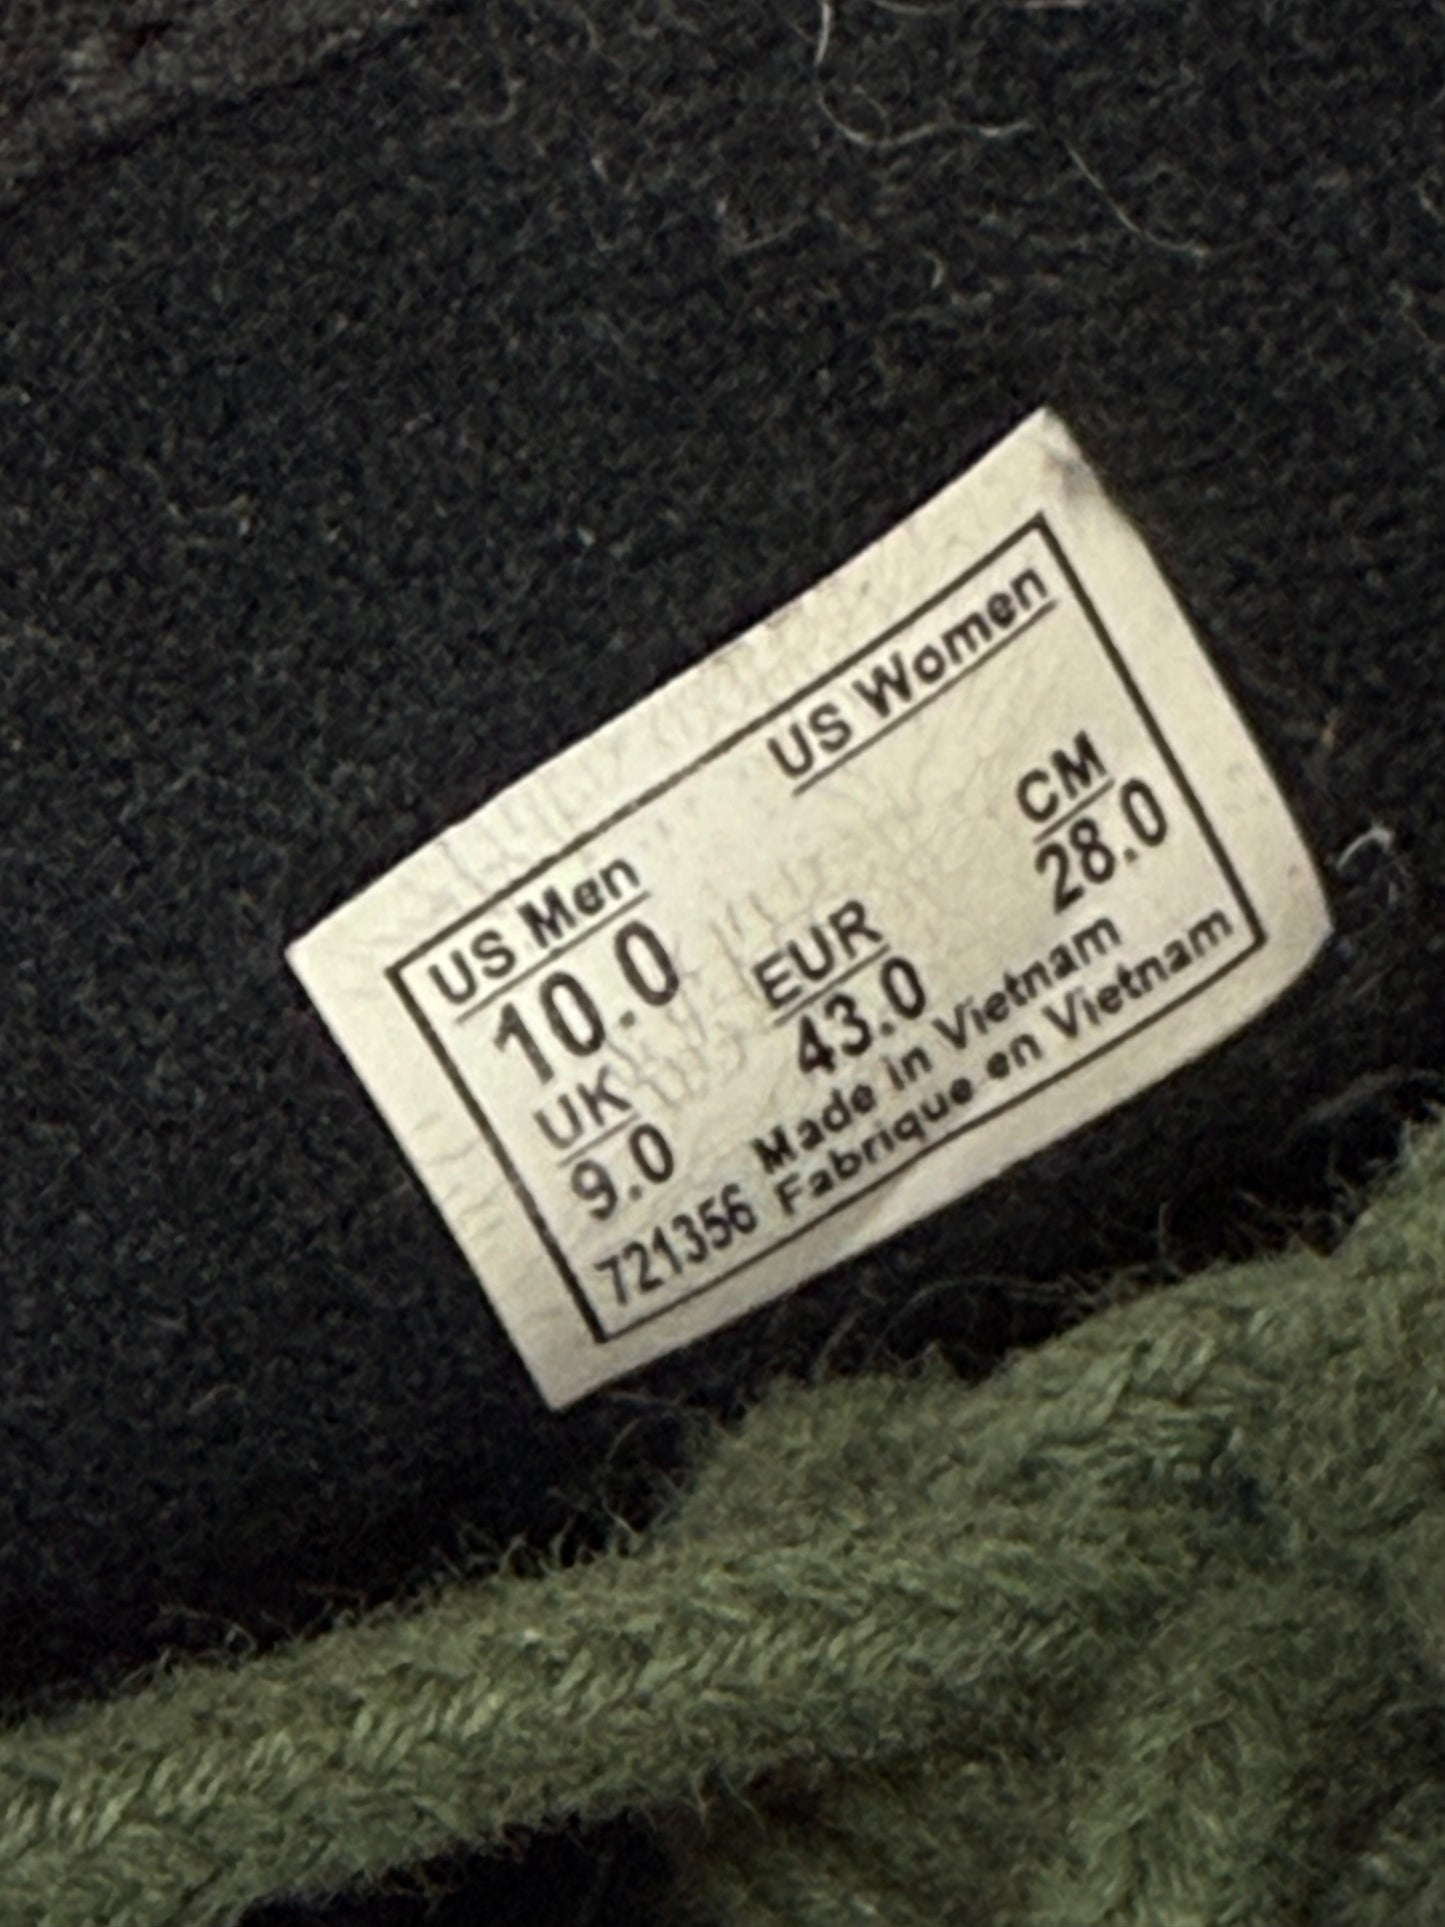 US Men US Women
10.0
UK EUR CM
9.0 43.0 28.0
721356 Made in Vietnam
Fabrique en Vietnam